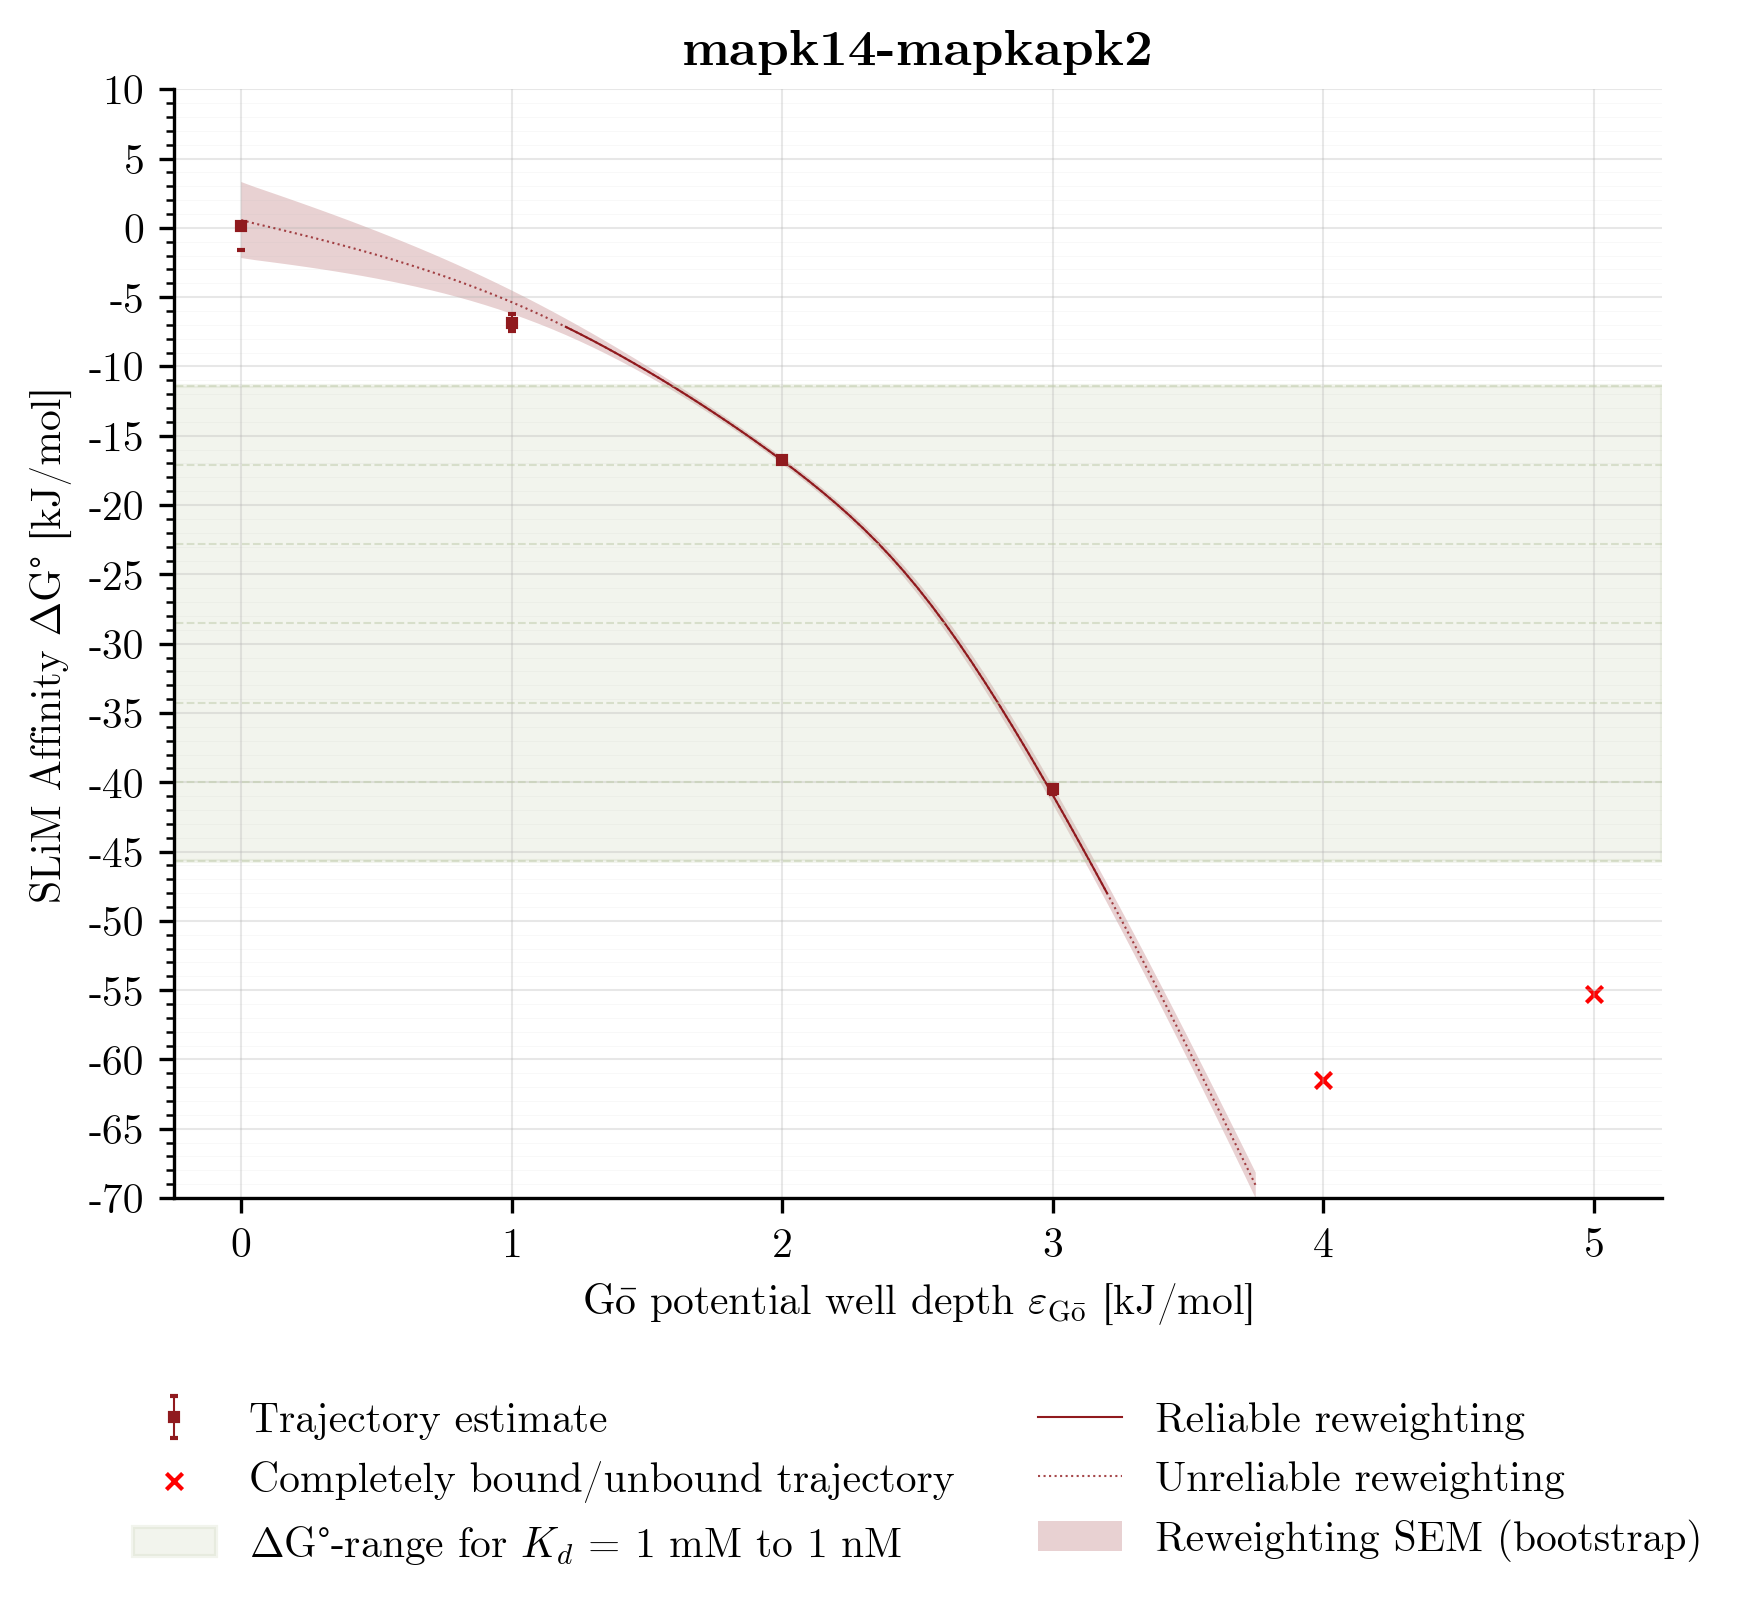 mapk14-mapkapk2
10
5
0
-5
-10
-15
-20
-25
-30
-35
-40
-45
-50
-55
-60
-65
-70
SLiM Affinity ΔG° [kJ/mol]
0 1 2 3 4 5
Gō potential well depth ε_Gō [kJ/mol]
Trajectory estimate
Completely bound/unbound trajectory
ΔG°-range for K_d = 1 mM to 1 nM
Reliable reweighting
Unreliable reweighting
Reweighting SEM (bootstrap)